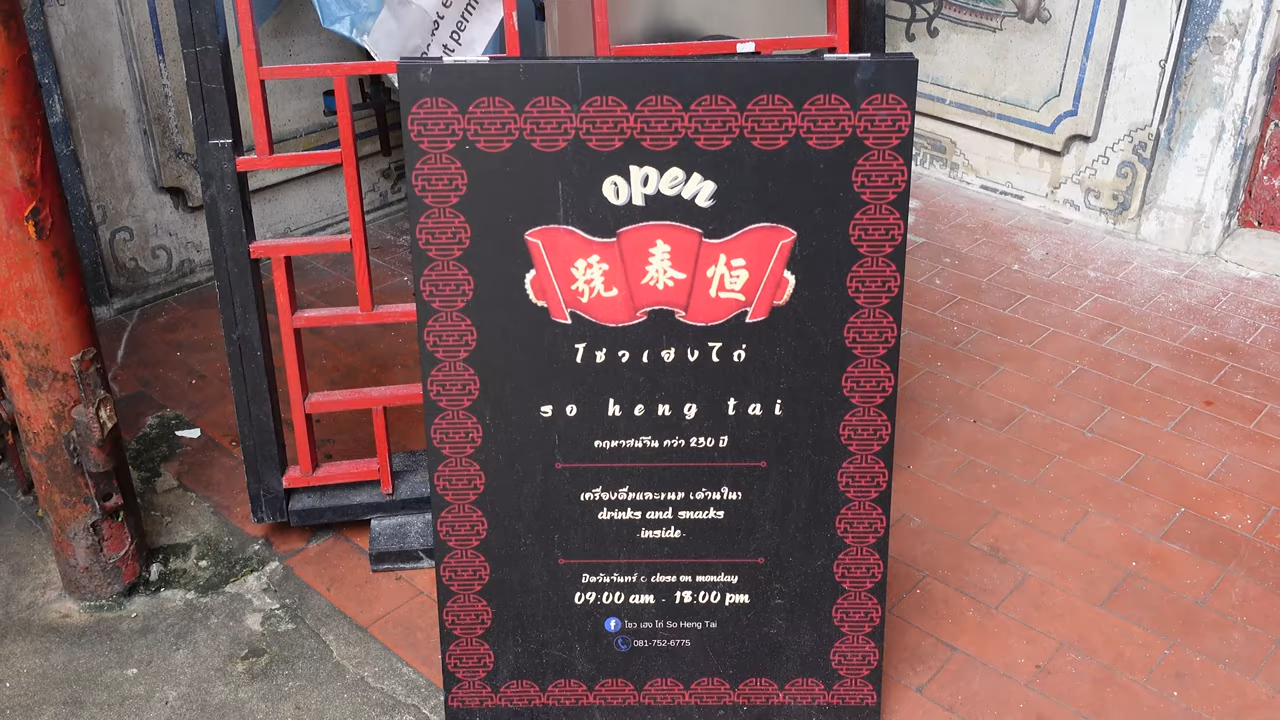 open
號泰恒
โซวเฮงไถ่
so heng tai
คฤหาสน์จีน กว่า 230 ปี
เครื่องดื่มและขนม (ด้านใน)
drinks and snacks
-inside-
ปิดวันจันทร์ close on monday
09:00 am - 18:00 pm
โซว เฮง ไถ่ So Heng Tai
081-752-6775